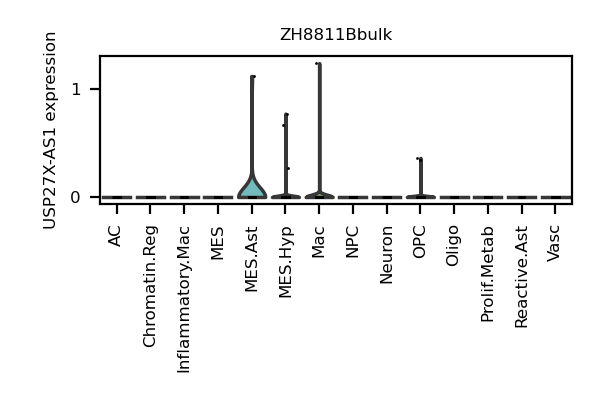 ZH8811Bbulk
USP27X-AS1 expression
1
0
AC
Chromatin.Reg
Inflammatory.Mac
MES
MES.Ast
MES.Hyp
Mac
NPC
Neuron
OPC
Oligo
Prolif.Metab
Reactive.Ast
Vasc